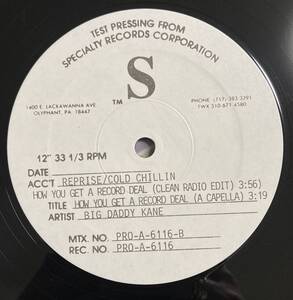 TEST PRESSING FROM
SPECIALTY RECORDS CORPORATION
S
TM
1400 E. LACKAWANNA AVE.
OLYPHANT, PA. 18447
PHONE (717) 383-3291
TWX 510-671-4580
12" 33 1/3 RPM
DATE
ACC'T REPRISE/COLD CHILLIN
HOW YOU GET A RECORD DEAL (CLEAN RADIO EDIT) 3:56)
TITLE HOW YOU GET A RECORD DEAL (A CAPELLA) 3:19
ARTIST BIG DADDY KANE
MTX. NO. PRO-A-6116-B
REC. NO. PRO-A-6116